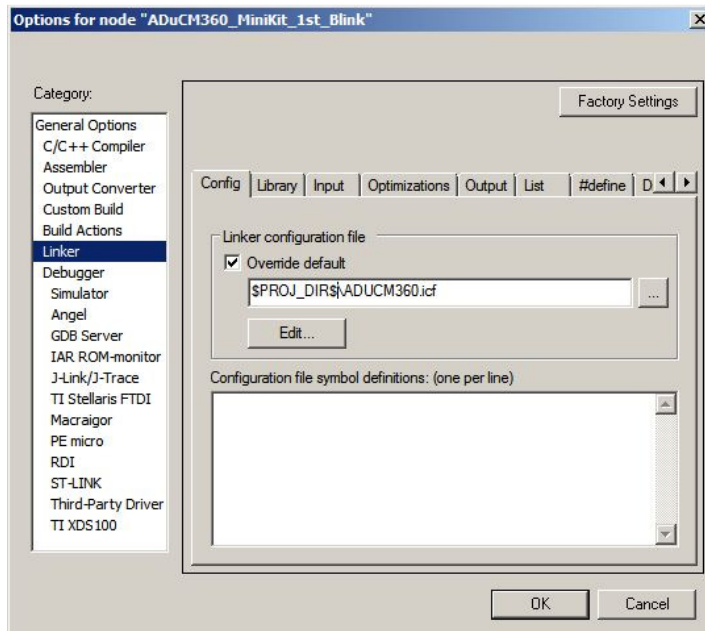 Options for node "ADuCM360_MiniKit_1st_Blink"
Category:
Factory Settings
General Options
C/C++ Compiler
Assembler
Output Converter
Custom Build
Build Actions
Linker
Debugger
Simulator
Angel
GDB Server
IAR ROM-monitor
J-Link/J-Trace
TI Stellaris FTDI
Macraigor
PE micro
RDI
ST-LINK
Third-Party Driver
TI XDS100
Config Library Input Optimizations Output List #define D
Linker configuration file
Override default
$PROJ_DIR$\ADUCM360.icf
...
Edit...
Configuration file symbol definitions: (one per line)
OK Cancel